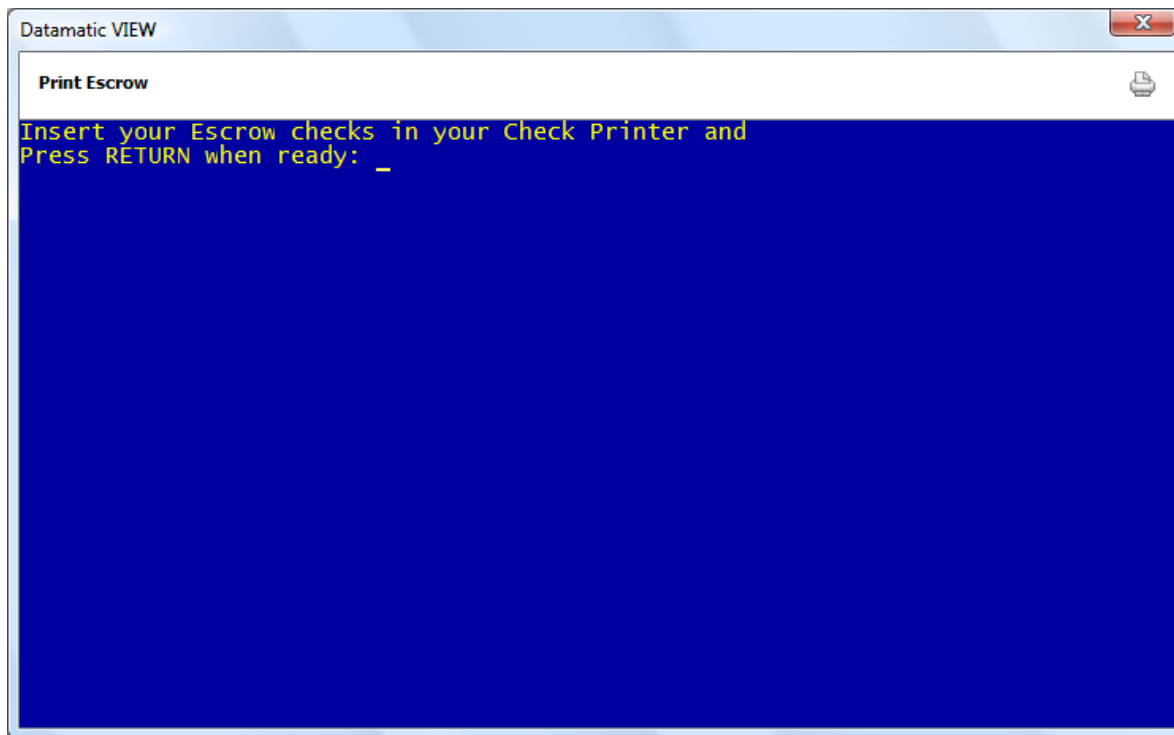 Datamatic VIEW
Print Escrow
Insert your Escrow checks in your Check Printer and
Press RETURN when ready: _